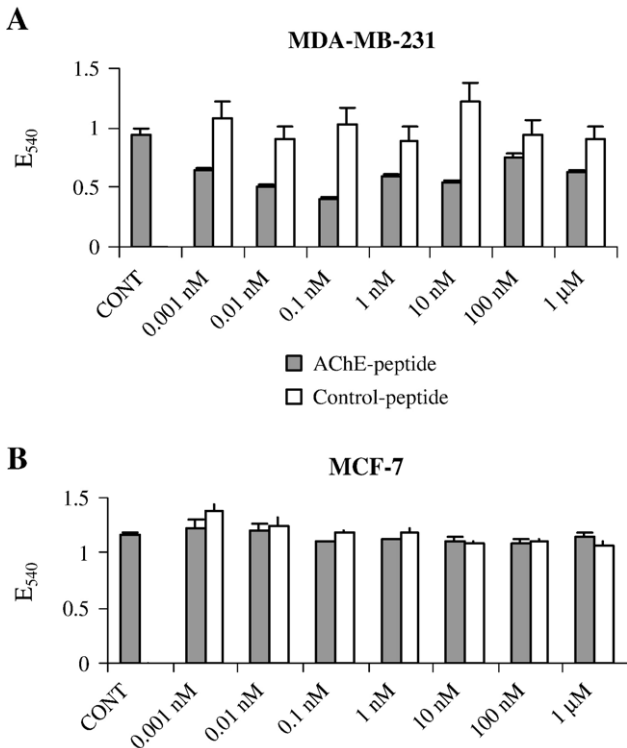 A
MDA-MB-231
1.5
1
0.5
0
E540
CONT
0.001 nM
0.01 nM
0.1 nM
1 nM
10 nM
100 nM
1 µM
AChE-peptide
Control-peptide
B
MCF-7
1.5
1
0.5
0
E540
CONT
0.001 nM
0.01 nM
0.1 nM
1 nM
10 nM
100 nM
1 µM